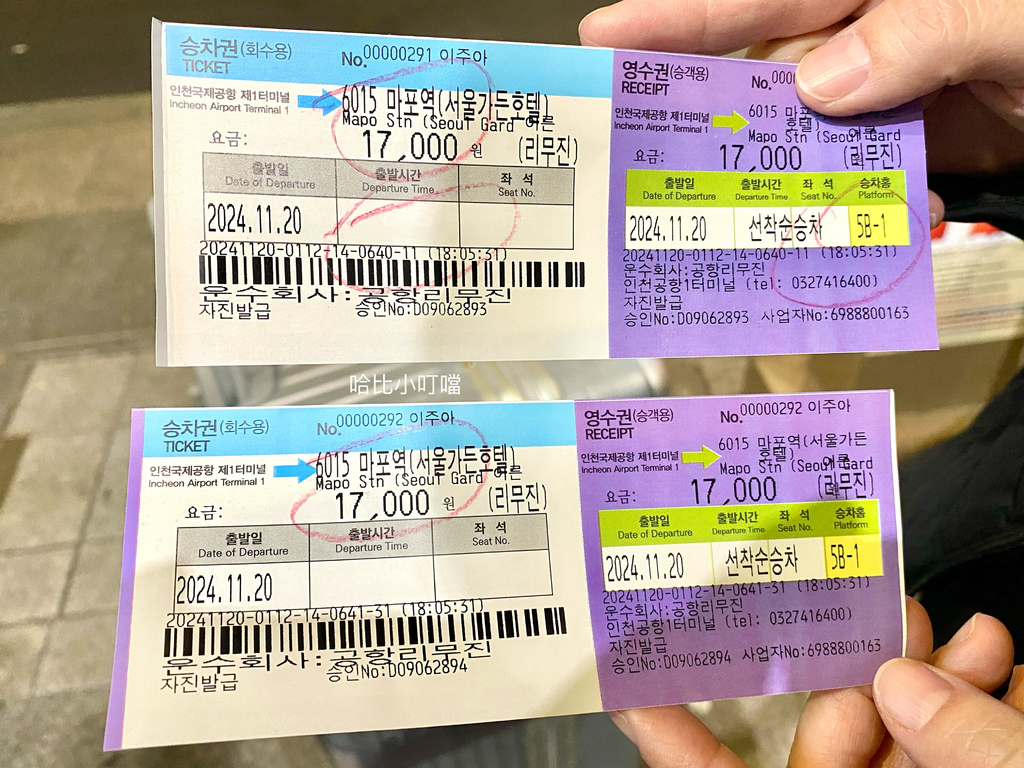 승차권(회수용)
TICKET
No.00000291 이주아
인천국제공항 제1터미널
Incheon Airport Terminal 1
6015 마포역(서울가든호텔)
Mapo Stn (Seoul Gard 어른
요금: 17,000 원 (리무진)
출발일 출발시간 좌 석
Date of Departure Departure Time Seat No.
2024.11.20
20241120-0112-14-0640-11 (18:05:31)
운수회사:공항리무진
자진발급 승인No:D09062893
영수권(승객용)
RECEIPT
No.000
인천국제공항 제1터미널
Incheon Airport Terminal 1
6015 마포
호텔)
Mapo Stn (Seoul Gard
요금: 17,000 (리무진)
출발일 출발시간 좌 석 승차홈
Date of Departure Departure Time Seat No. Platform
2024.11.20 선착순승차 5B-1
20241120-0112-14-0640-11 (18:05:31)
운수회사:공항리무진
인천공항1터미널 (tel: 0327416400)
자진발급
승인No:D09062893 사업자No:6988800163
哈比小叮噹
승차권(회수용)
TICKET
No.00000292 이주아
인천국제공항 제1터미널
Incheon Airport Terminal 1
6015 마포역(서울가든호텔)
Mapo Stn (Seoul Gard 어른
요금: 17,000 원 (리무진)
출발일 출발시간 좌 석
Date of Departure Departure Time Seat No.
2024.11.20
20241120-0112-14-0641-31 (18:05:31)
운수회사:공항리무진
자진발급 승인No:D09062894
영수권(승객용)
RECEIPT
No.00000292 이주아
인천국제공항 제1터미널
Incheon Airport Terminal 1
6015 마포역(서울가든
호텔)
Mapo Stn (Seoul Gard
요금: 17,000 (리무진)
출발일 출발시간 좌 석 승차홈
Date of Departure Departure Time Seat No. Platform
2024.11.20 선착순승차 5B-1
20241120-0112-14-0641-31 (18:05:31)
운수회사:공항리무진
인천공항1터미널 (tel: 0327416400)
자진발급
승인No:D09062894 사업자No:6988800163